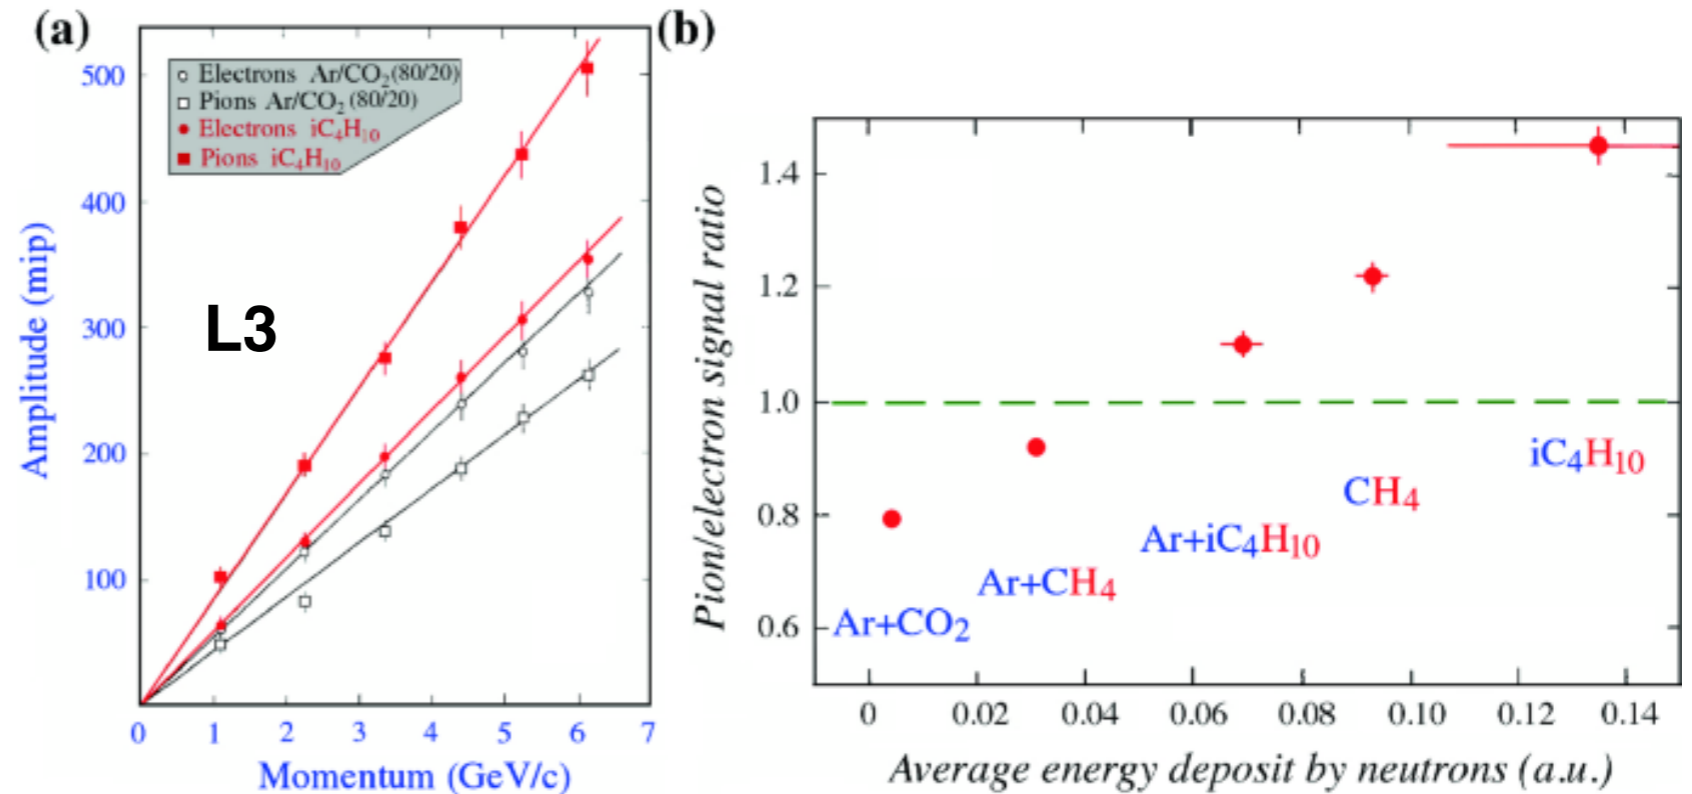 (a)
Amplitude (mip)
500
400
300
200
100
Electrons Ar/CO2(80/20)
Pions Ar/CO2 (80/20)
Electrons iC4H10
Pions iC4H10
L3
0 1 2 3 4 5 6 7
Momentum (GeV/c)
(b)
Pion/electron signal ratio
1.4
1.2
1.0
0.8
0.6
iC4H10
CH4
Ar+iC4H10
Ar+CH4
Ar+CO2
0 0.02 0.04 0.06 0.08 0.10 0.12 0.14
Average energy deposit by neutrons (a.u.)